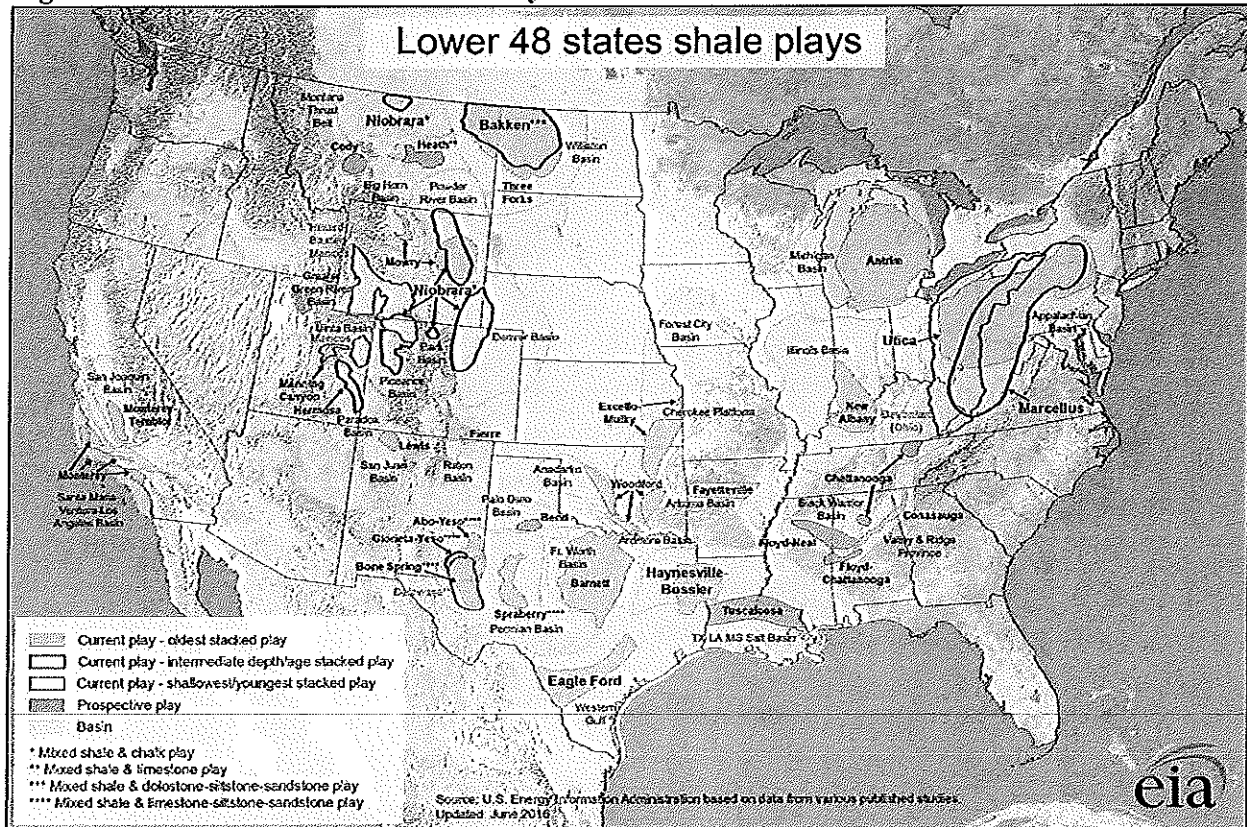 Lower 48 states shale plays
Montana
Thrust
Belt
Niobrara*
Bakken***
Cody
Heath**
Williston
Basin
Big Horn
Basin
Powder
River Basin
Three
Forks
Mowry
Niobrara*
Greater
Green River
Basin
Uinta Basin
Mancos
Park
Basin
Denver Basin
Manning
Canyon
Hermosa
Piceance
Basin
Paradox
Basin
Lewis
Pierre
San Juan
Basin
Raton
Basin
San Joaquin
Basin
Monterey
Temblor
Monterey
Santa Maria
Ventura-Los
Angeles Basin
Michigan
Basin
Antrim
Forest City
Basin
Illinois Basin
Utica
Appalachian
Basin
Marcellus
Excello
Mulky
Cherokee Platform
New
Albany
(Ohio)
Chattanooga
Anadarko
Basin
Woodford
Fayetteville
Arkoma Basin
Palo Duro
Basin
Bend
Ardmore Basin
Black Warrior
Basin
Conasauga
Floyd-Neal
Valley & Ridge
Province
Floyd-
Chattanooga
Abo-Yeso****
Glorieta-Yeso****
Bone Spring****
Ft. Worth
Basin
Barnett
Haynesville-
Bossier
Tuscaloosa
Spraberry****
Permian Basin
TX LA MS Salt Basin
Eagle Ford
Western
Gulf
Current play - oldest stacked play
Current play - intermediate depth/age stacked play
Current play - shallowest/youngest stacked play
Prospective play
Basin
* Mixed shale & chalk play
** Mixed shale & limestone play
*** Mixed shale & dolostone-siltstone-sandstone play
**** Mixed shale & limestone-siltstone-sandstone play
Source: U.S. Energy Information Administration based on data from various published studies.
Updated: June 2016
eia